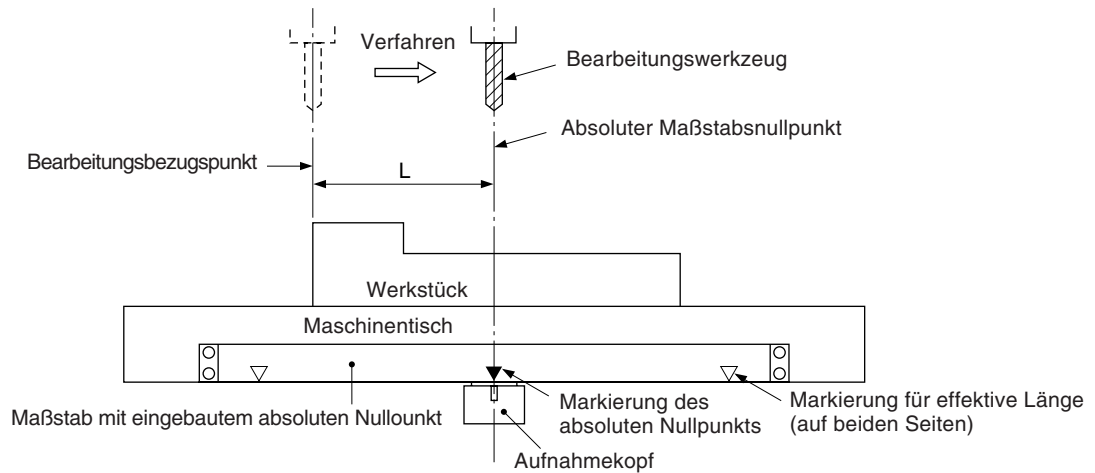 Verfahren
Bearbeitungswerkzeug
Absoluter Maßstabsnullpunkt
Bearbeitungsbezugspunkt
L
Werkstück
Maschinentisch
Maßstab mit eingebautem absoluten Nullounkt
Markierung des
absoluten Nullpunkts
Markierung für effektive Länge
(auf beiden Seiten)
Aufnahmekopf